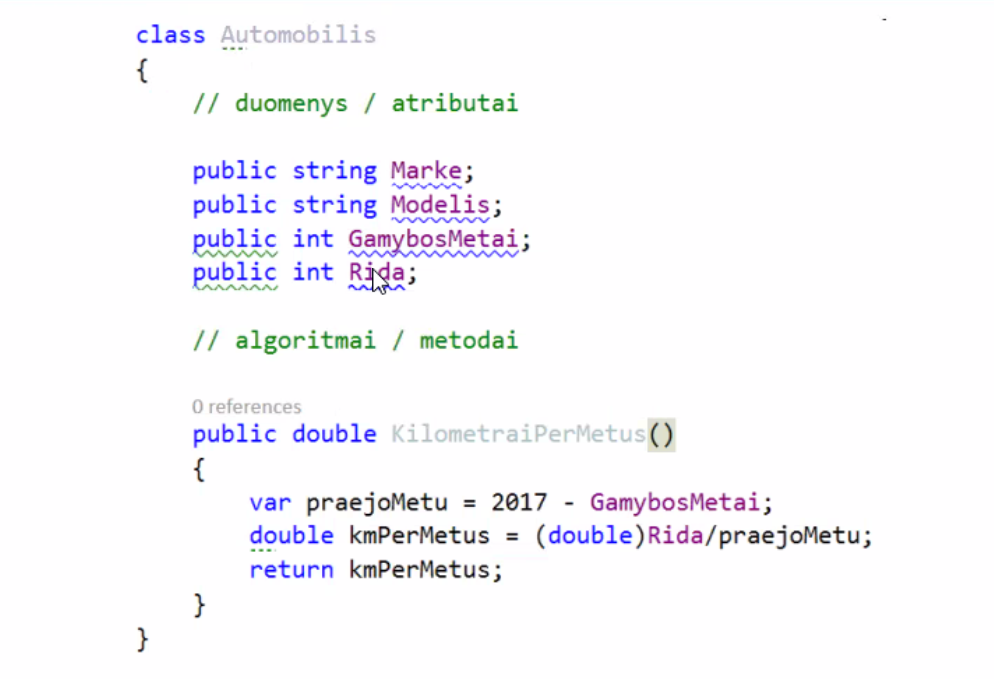 class Automobilis
{
// duomenys / atributai
public string Marke;
public string Modelis;
public int GamybosMetai;
public int Rida;
// algoritmai / metodai
0 references
public double KilometraiPerMetus()
{
var praejoMetu = 2017 - GamybosMetai;
double kmPerMetus = (double)Rida/praejoMetu;
return kmPerMetus;
}
}